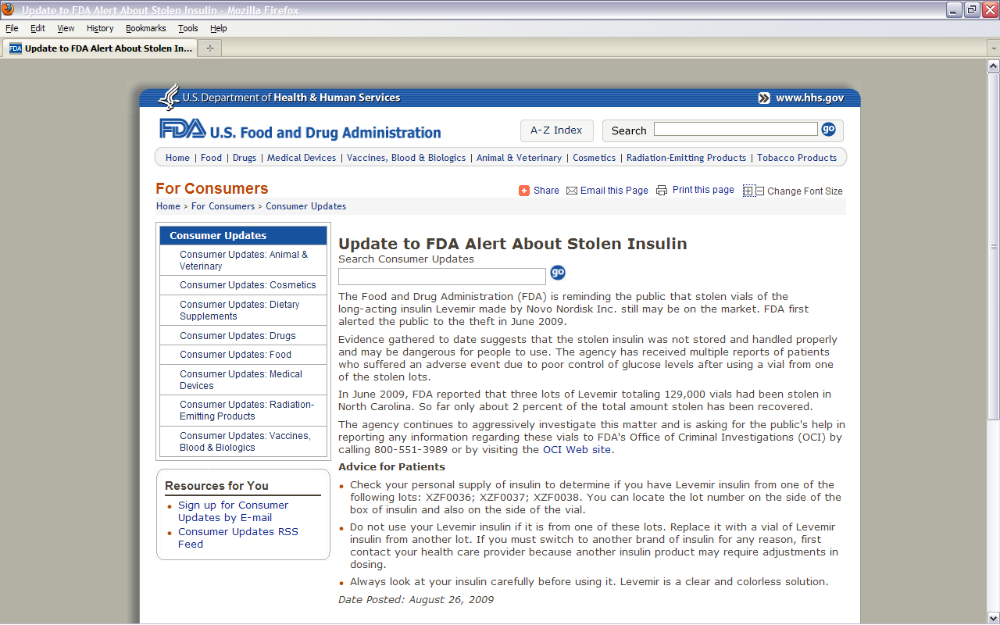 Update to FDA Alert About Stolen Insulin - Mozilla Firefox
File Edit View History Bookmarks Tools Help
FDA Update to FDA Alert About Stolen In...
U.S. Department of Health & Human Services
www.hhs.gov
FDA U.S. Food and Drug Administration
A-Z Index
Search
go
Home | Food | Drugs | Medical Devices | Vaccines, Blood & Biologics | Animal & Veterinary | Cosmetics | Radiation-Emitting Products | Tobacco Products
For Consumers
Share Email this Page Print this page Change Font Size
Home > For Consumers > Consumer Updates
Consumer Updates
Consumer Updates: Animal &
Veterinary
Consumer Updates: Cosmetics
Consumer Updates: Dietary
Supplements
Consumer Updates: Drugs
Consumer Updates: Food
Consumer Updates: Medical
Devices
Consumer Updates: Radiation-
Emitting Products
Consumer Updates: Vaccines,
Blood & Biologics
Resources for You
Sign up for Consumer
Updates by E-mail
Consumer Updates RSS
Feed
Update to FDA Alert About Stolen Insulin
Search Consumer Updates
go
The Food and Drug Administration (FDA) is reminding the public that stolen vials of the
long-acting insulin Levemir made by Novo Nordisk Inc. still may be on the market. FDA first
alerted the public to the theft in June 2009.
Evidence gathered to date suggests that the stolen insulin was not stored and handled properly
and may be dangerous for people to use. The agency has received multiple reports of patients
who suffered an adverse event due to poor control of glucose levels after using a vial from one
of the stolen lots.
In June 2009, FDA reported that three lots of Levemir totaling 129,000 vials had been stolen in
North Carolina. So far only about 2 percent of the total amount stolen has been recovered.
The agency continues to aggressively investigate this matter and is asking for the public's help in
reporting any information regarding these vials to FDA's Office of Criminal Investigations (OCI) by
calling 800-551-3989 or by visiting the OCI Web site.
Advice for Patients
Check your personal supply of insulin to determine if you have Levemir insulin from one of the
following lots: XZF0036; XZF0037; XZF0038. You can locate the lot number on the side of the
box of insulin and also on the side of the vial.
Do not use your Levemir insulin if it is from one of these lots. Replace it with a vial of Levemir
insulin from another lot. If you must switch to another brand of insulin for any reason, first
contact your health care provider because another insulin product may require adjustments in
dosing.
Always look at your insulin carefully before using it. Levemir is a clear and colorless solution.
Date Posted: August 26, 2009